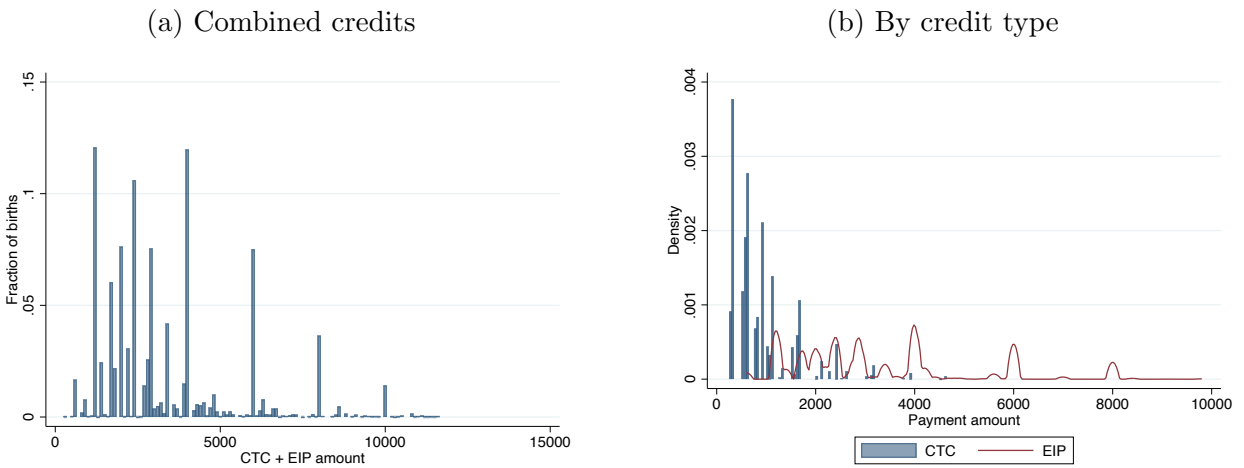 (a) Combined credits
.15
.1
.05
0
Fraction of births
0 5000 10000 15000
CTC + EIP amount
(b) By credit type
.004
.003
.002
.001
0
Density
0 2000 4000 6000 8000 10000
Payment amount
CTC EIP